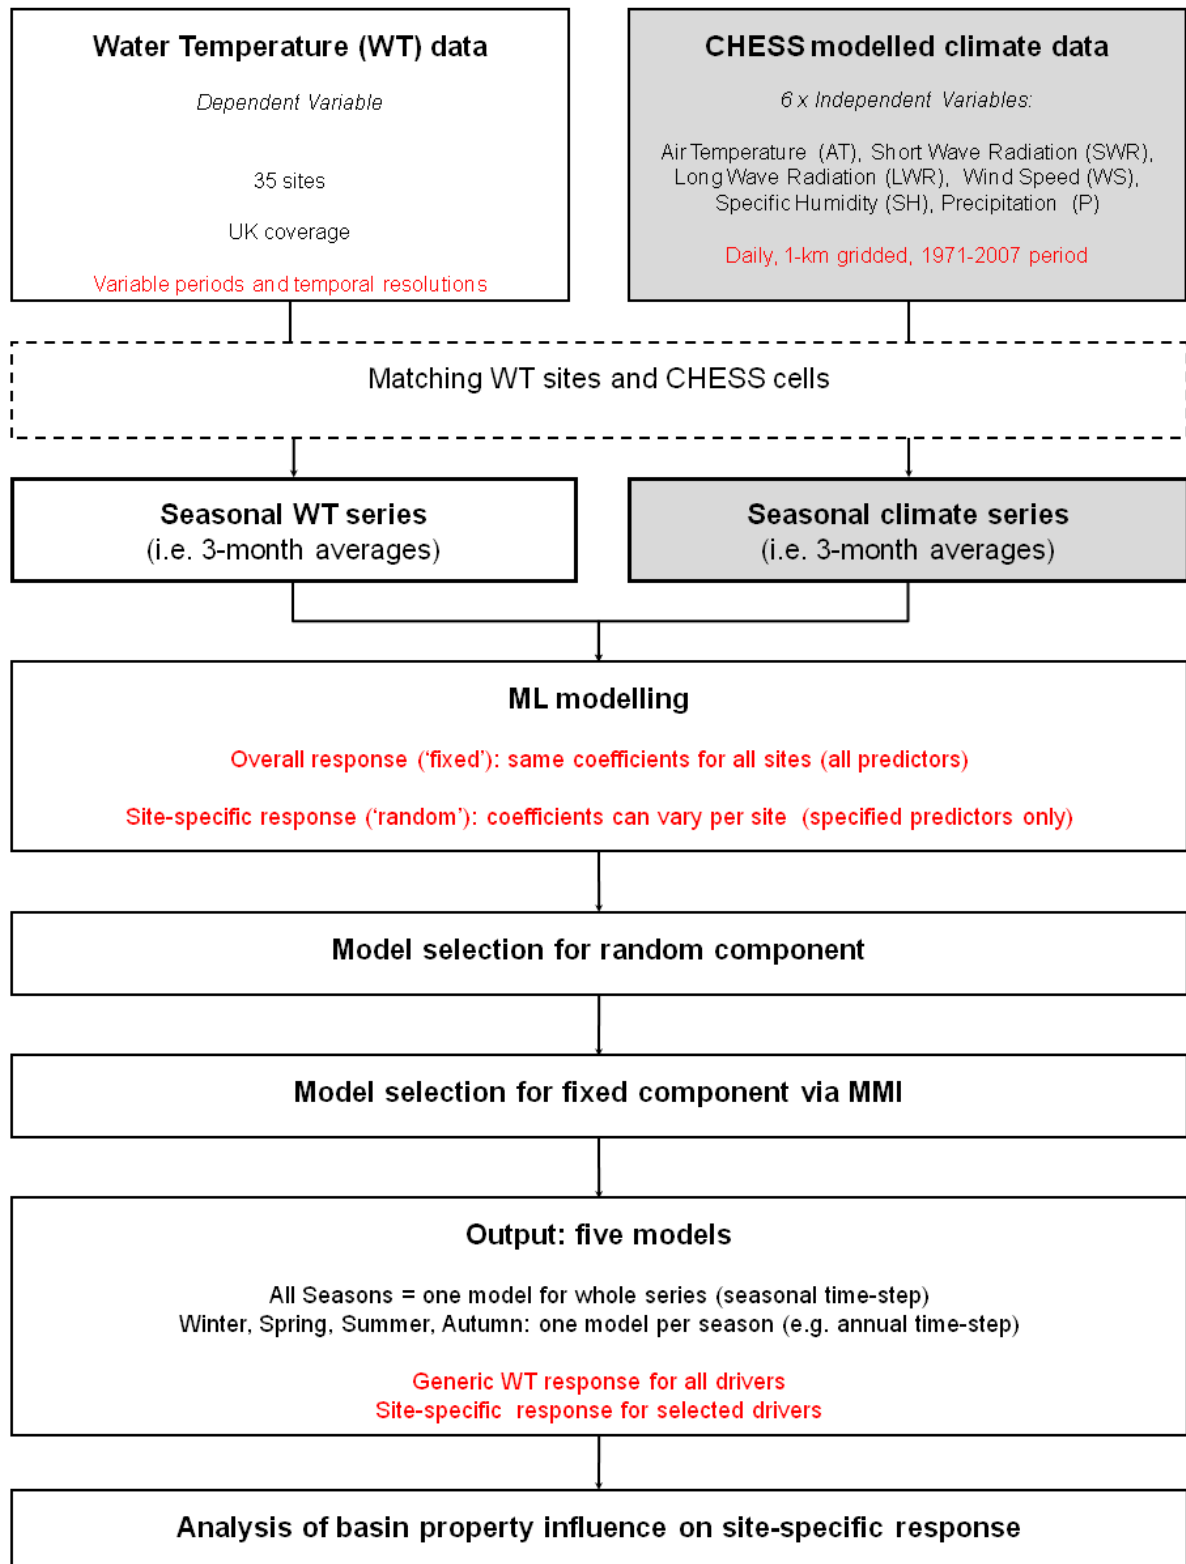 Water Temperature (WT) data
Dependent Variable
35 sites
UK coverage
Variable periods and temporal resolutions
CHESS modelled climate data
6 x Independent Variables:
Air Temperature (AT), Short Wave Radiation (SWR),
Long Wave Radiation (LWR), Wind Speed (WS),
Specific Humidity (SH), Precipitation (P)
Daily, 1-km gridded, 1971-2007 period
Matching WT sites and CHESS cells
Seasonal WT series
(i.e. 3-month averages)
Seasonal climate series
(i.e. 3-month averages)
ML modelling
Overall response (‘fixed’): same coefficients for all sites (all predictors)
Site-specific response (‘random’): coefficients can vary per site (specified predictors only)
Model selection for random component
Model selection for fixed component via MMI
Output: five models
All Seasons = one model for whole series (seasonal time-step)
Winter, Spring, Summer, Autumn: one model per season (e.g. annual time-step)
Generic WT response for all drivers
Site-specific response for selected drivers
Analysis of basin property influence on site-specific response